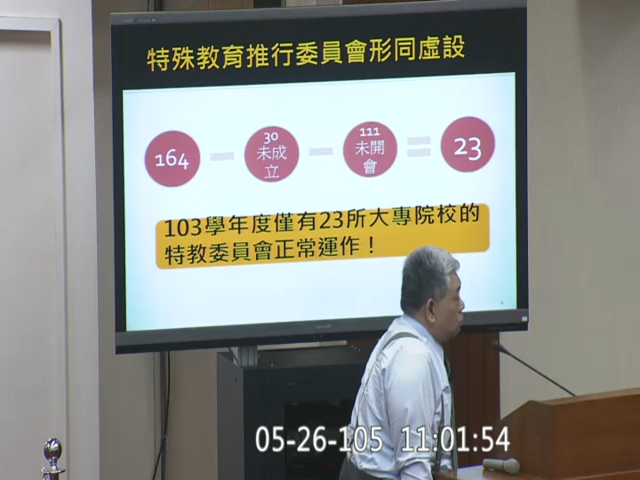 特殊教育推行委員會形同虛設
164 － 30 未成立 － 111 未開會 ＝ 23
103學年度僅有23所大專院校的
特教委員會正常運作！
05-26-105 11:01:54